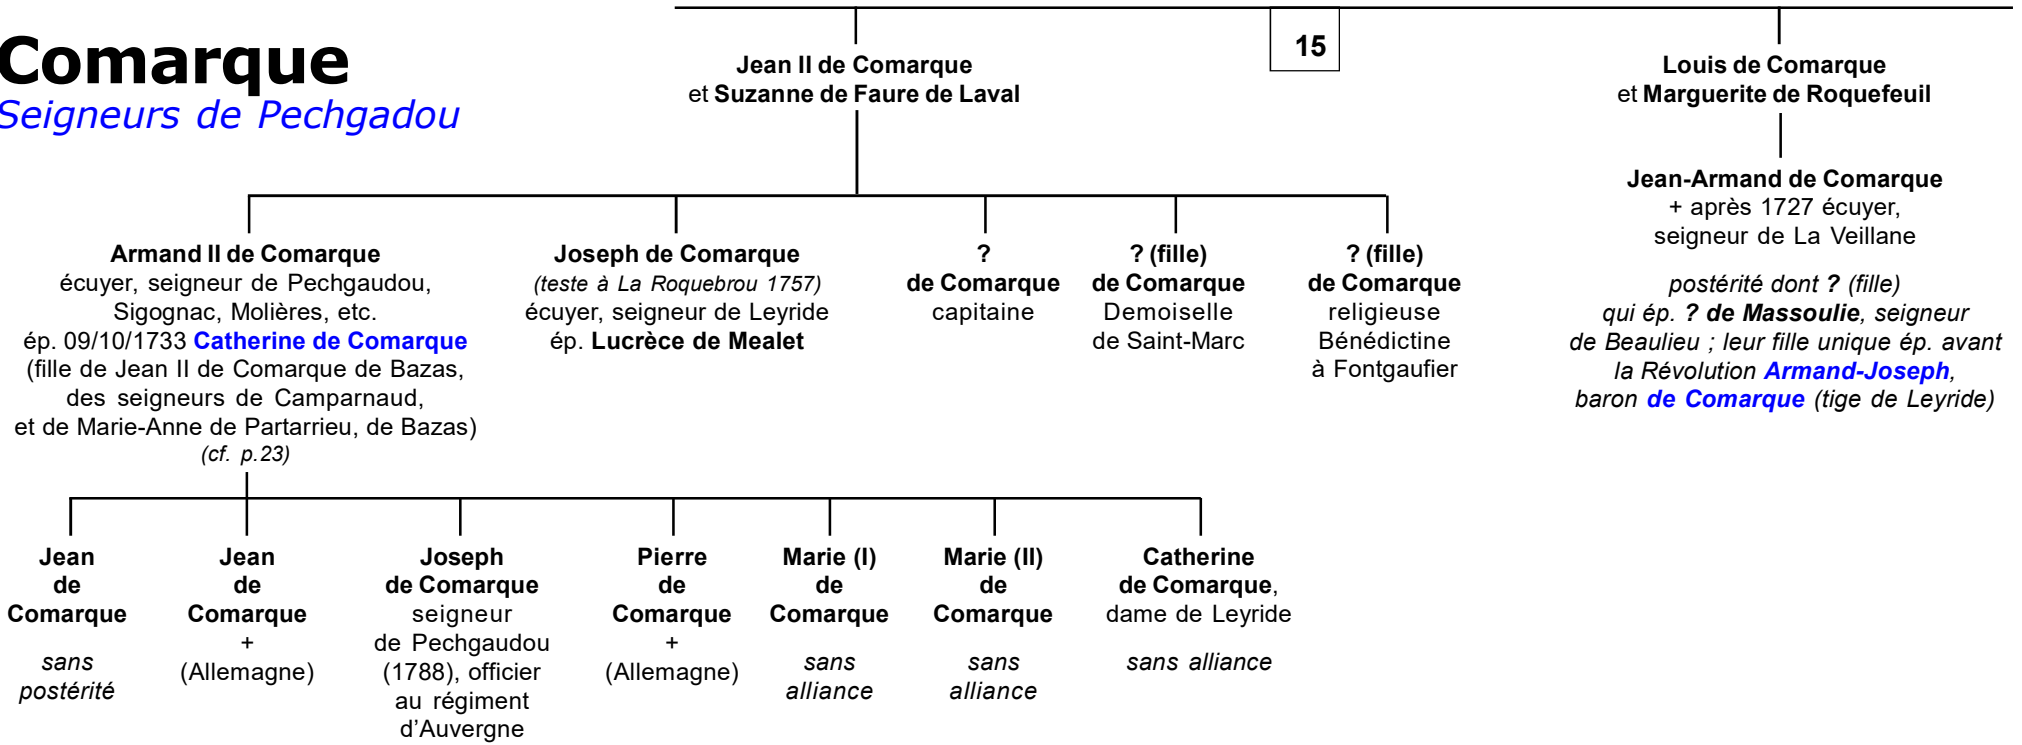 Comarque
Seigneurs de Pechgadou
15
Jean II de Comarque
et Suzanne de Faure de Laval
Louis de Comarque
et Marguerite de Roquefeuil
Jean-Armand de Comarque
+ après 1727 écuyer,
seigneur de La Veillane
postérité dont ? (fille)
qui ép. ? de Massoulie, seigneur
de Beaulieu ; leur fille unique ép. avant
la Révolution Armand-Joseph,
baron de Comarque (tige de Leyride)
Armand II de Comarque
écuyer, seigneur de Pechgaudou,
Sigognac, Molières, etc.
ép. 09/10/1733 Catherine de Comarque
(fille de Jean II de Comarque de Bazas,
des seigneurs de Camparnaud,
et de Marie-Anne de Partarrieu, de Bazas)
(cf. p.23)
Joseph de Comarque
(teste à La Roquebrou 1757)
écuyer, seigneur de Leyride
ép. Lucrèce de Mealet
?
de Comarque
capitaine
? (fille)
de Comarque
Demoiselle
de Saint-Marc
? (fille)
de Comarque
religieuse
Bénédictine
à Fontgaufier
Jean
de
Comarque
sans
postérité
Jean
de
Comarque
+
(Allemagne)
Joseph
de Comarque
seigneur
de Pechgaudou
(1788), officier
au régiment
d'Auvergne
Pierre
de
Comarque
+
(Allemagne)
Marie (I)
de
Comarque
sans
alliance
Marie (II)
de
Comarque
sans
alliance
Catherine
de Comarque,
dame de Leyride
sans alliance